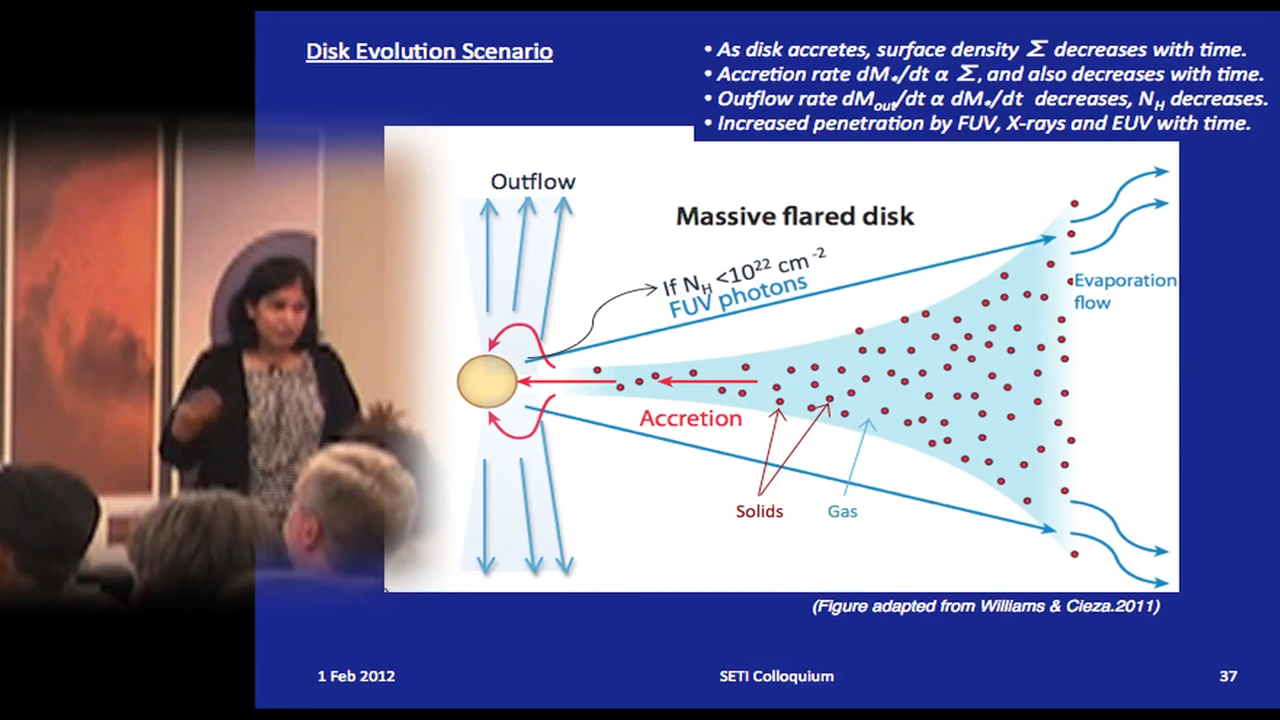 Disk Evolution Scenario
• As disk accretes, surface density Σ decreases with time.
• Accretion rate dM*/dt α Σ, and also decreases with time.
• Outflow rate dMout/dt α dM*/dt decreases, NH decreases.
• Increased penetration by FUV, X-rays and EUV with time.
Outflow
Massive flared disk
If NH <10²² cm⁻²
FUV photons
Evaporation
flow
Accretion
Solids
Gas
(Figure adapted from Williams & Cieza.2011)
1 Feb 2012
SETI Colloquium
37